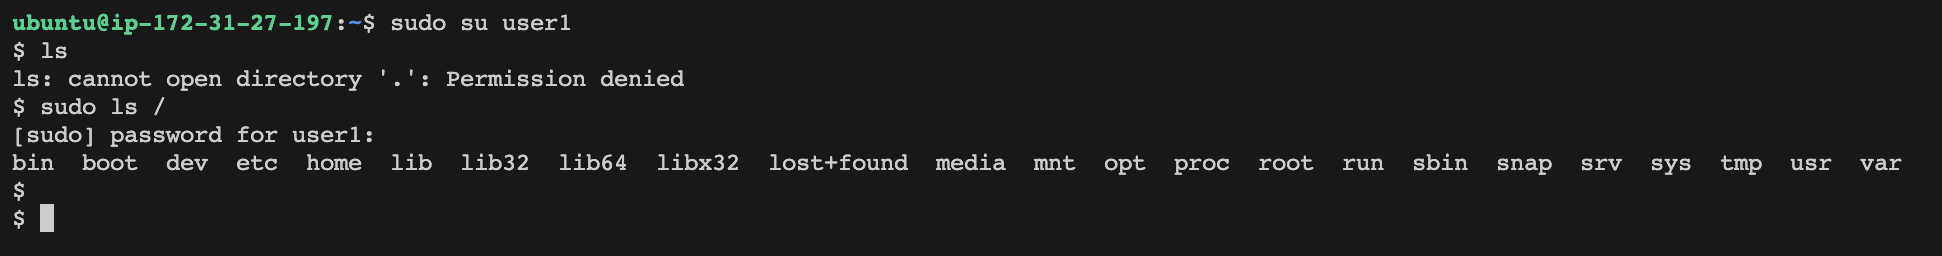 ubuntu@ip-172-31-27-197:~$ sudo su user1
$ ls
ls: cannot open directory '.': Permission denied
$ sudo ls /
[sudo] password for user1:
bin  boot  dev  etc  home  lib  lib32  lib64  libx32  lost+found  media  mnt  opt  proc  root  run  sbin  snap  srv  sys  tmp  usr  var
$
$